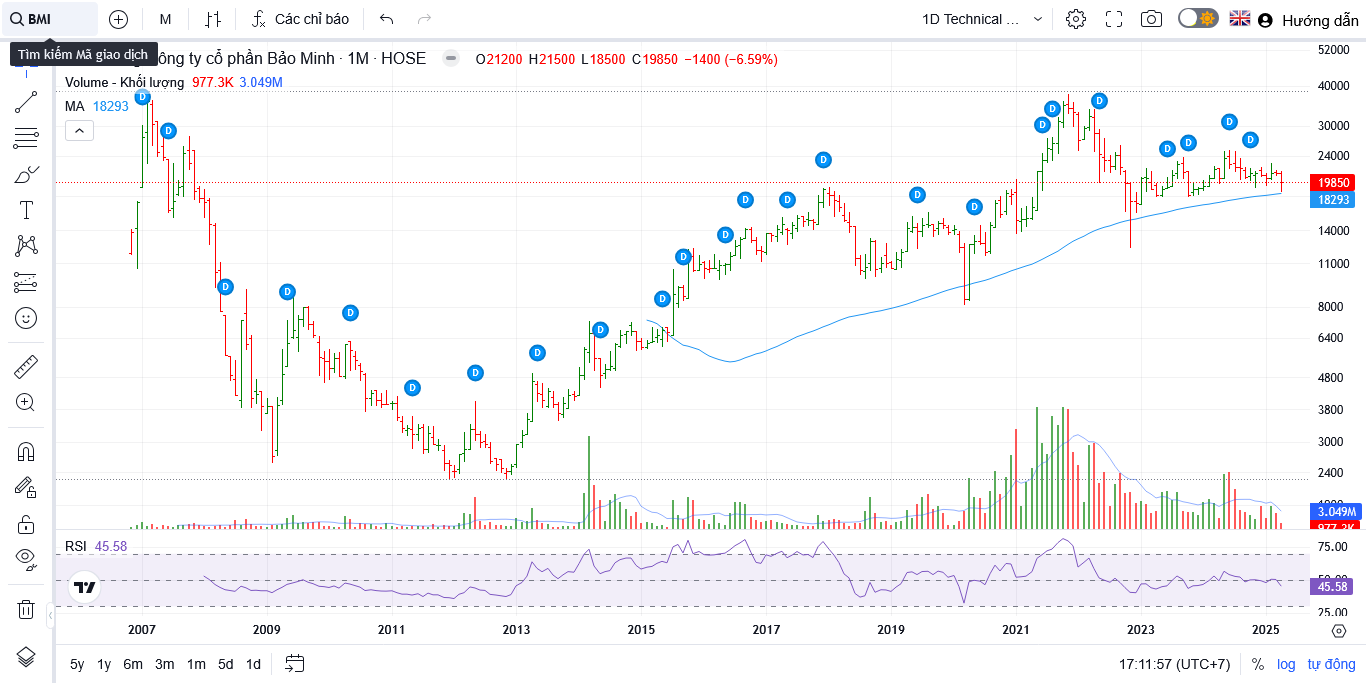 BMI
M
Các chỉ báo
1D Technical ...
Hướng dẫn
Tìm kiếm Mã giao dịch
ông ty cổ phần Bảo Minh · 1M · HOSE
O21200 H21500 L18500 C19850 −1400 (−6.59%)
Volume - Khối lượng 977.3K 3.049M
MA 18293
D D D D D D D D D D D D D D D D D D D D D D D D
52000
40000
30000
24000
19850
18293
14000
11000
8000
6400
4800
3800
3000
2400
3.049M
977.3K
RSI 45.58
75.00
50.00
45.58
25.00
2007 2009 2011 2013 2015 2017 2019 2021 2023 2025
5y 1y 6m 3m 1m 5d 1d
17:11:57 (UTC+7) % log tự động